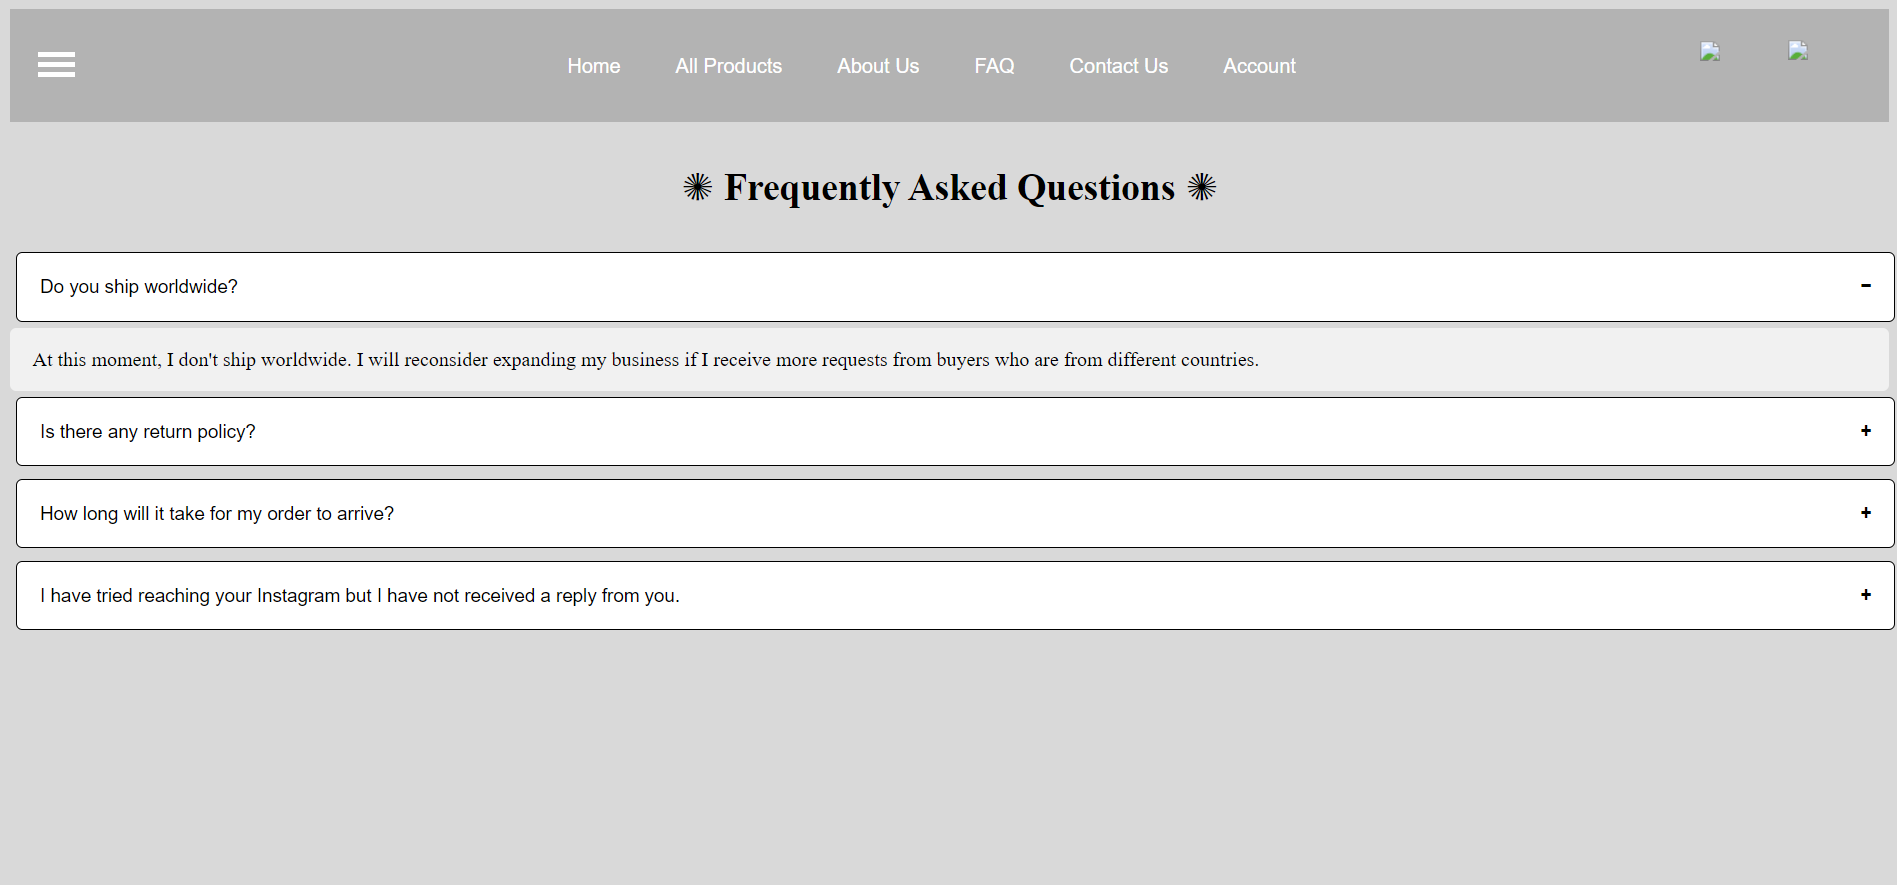 Home All Products About Us FAQ Contact Us Account
✺ Frequently Asked Questions ✺
Do you ship worldwide? −
At this moment, I don't ship worldwide. I will reconsider expanding my business if I receive more requests from buyers who are from different countries.
Is there any return policy? +
How long will it take for my order to arrive? +
I have tried reaching your Instagram but I have not received a reply from you. +